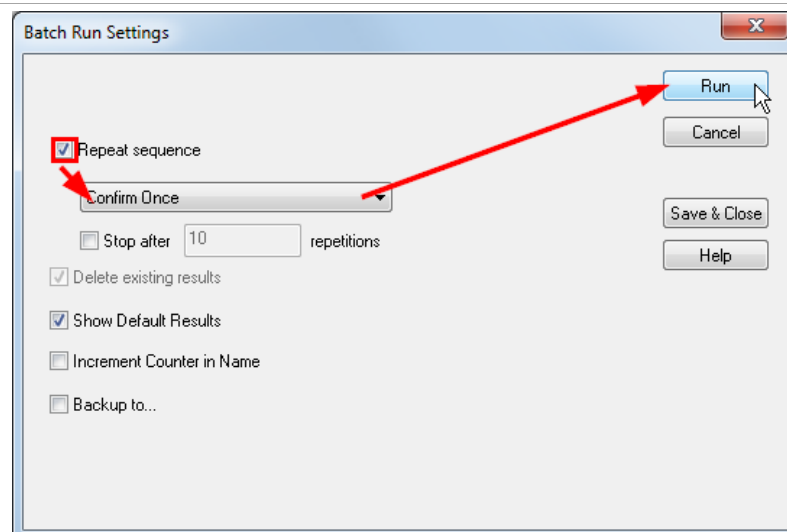 Batch Run Settings
Run
Repeat sequence
Cancel
Confirm Once
Stop after 10 repetitions
Save & Close
Delete existing results
Help
Show Default Results
Increment Counter in Name
Backup to...